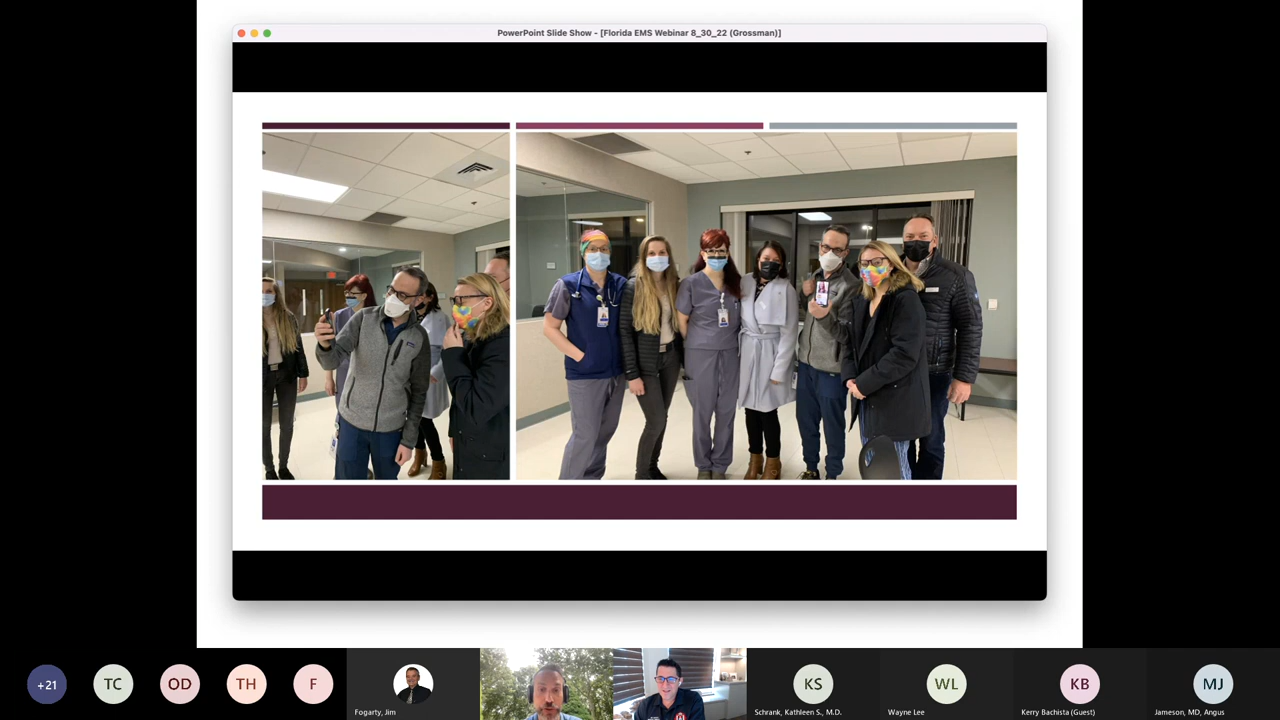 PowerPoint Slide Show - [Florida EMS Webinar 8_30_22 (Grossman)]
+21
TC
OD
TH
F
KS
WL
KB
MJ
Fogarty, Jim
Schrank, Kathleen S., M.D.
Wayne Lee
Kerry Bachista (Guest)
Jameson, MD, Angus